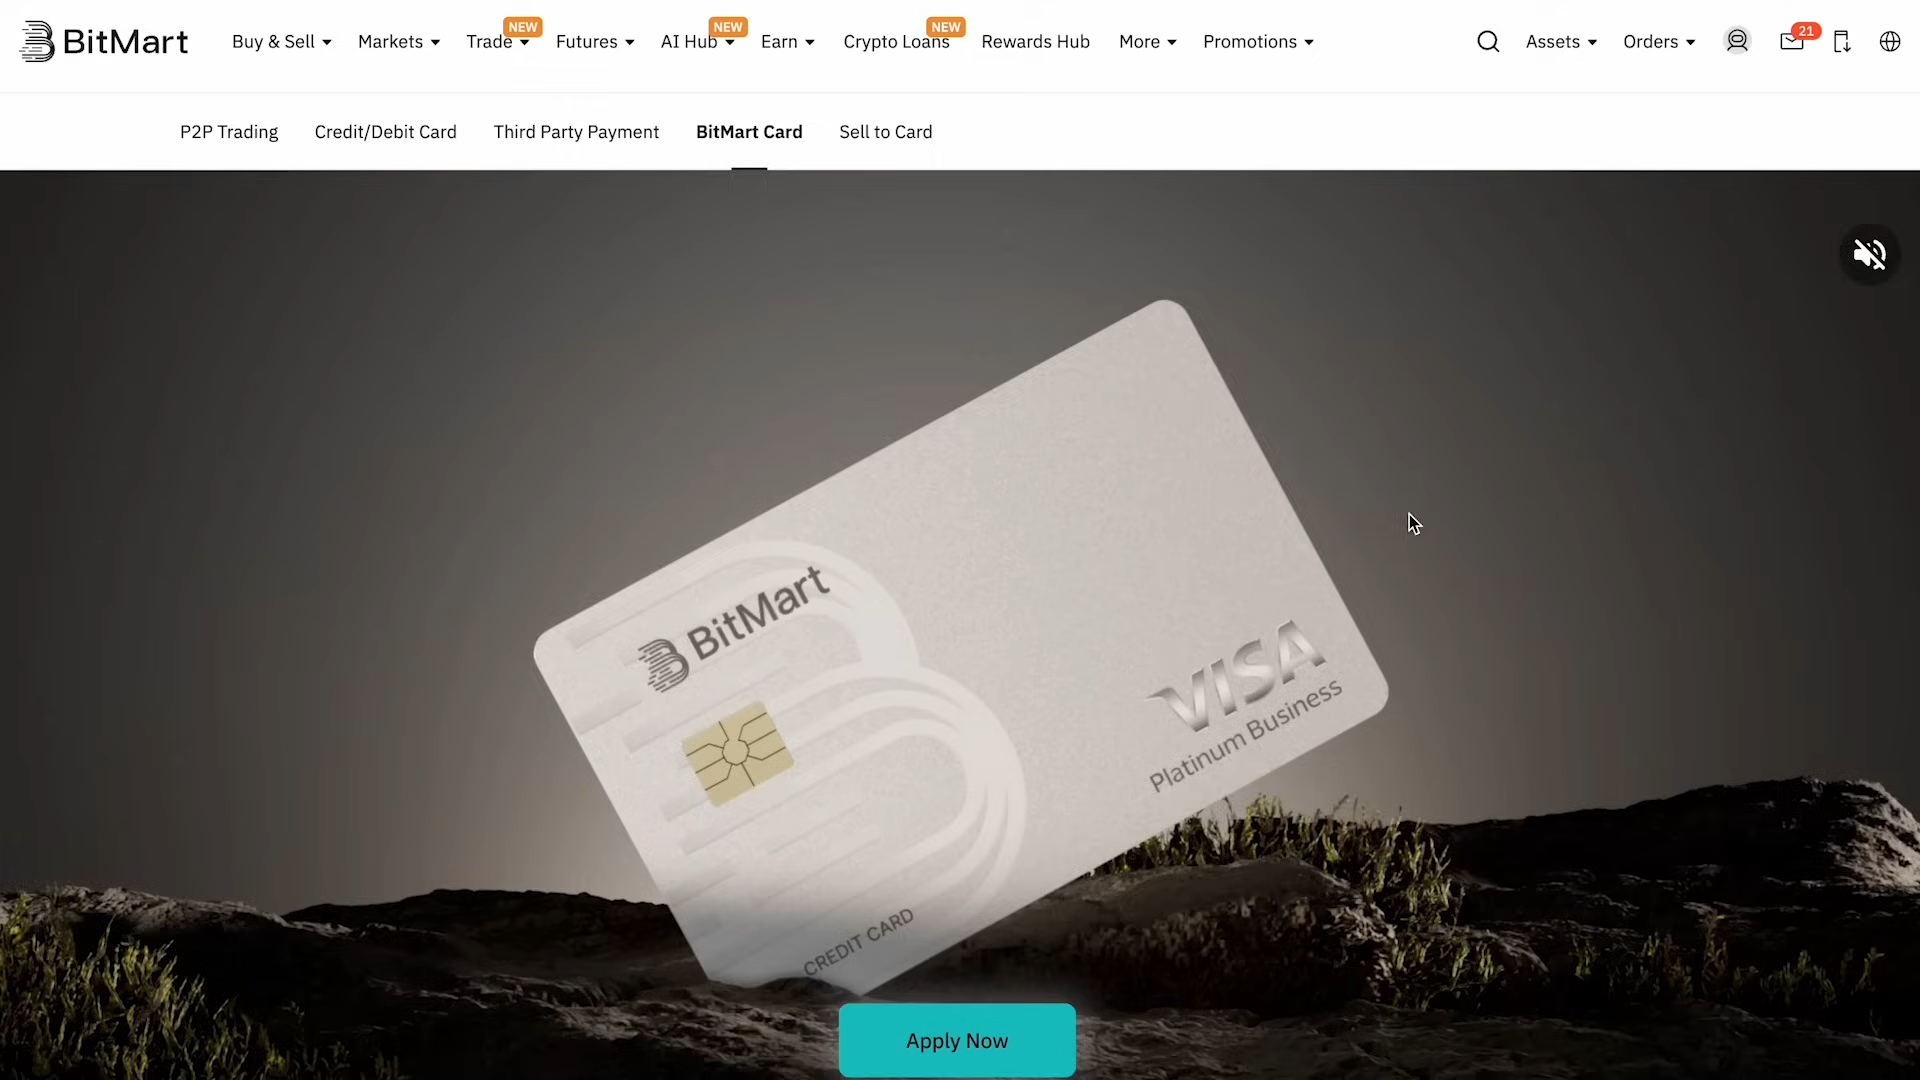 BitMart
Buy & Sell
Markets
Trade
NEW
Futures
AI Hub
NEW
Earn
Crypto Loans
NEW
Rewards Hub
More
Promotions
Assets
Orders
21
P2P Trading
Credit/Debit Card
Third Party Payment
BitMart Card
Sell to Card
BitMart
VISA
Platinum Business
CREDIT CARD
Apply Now